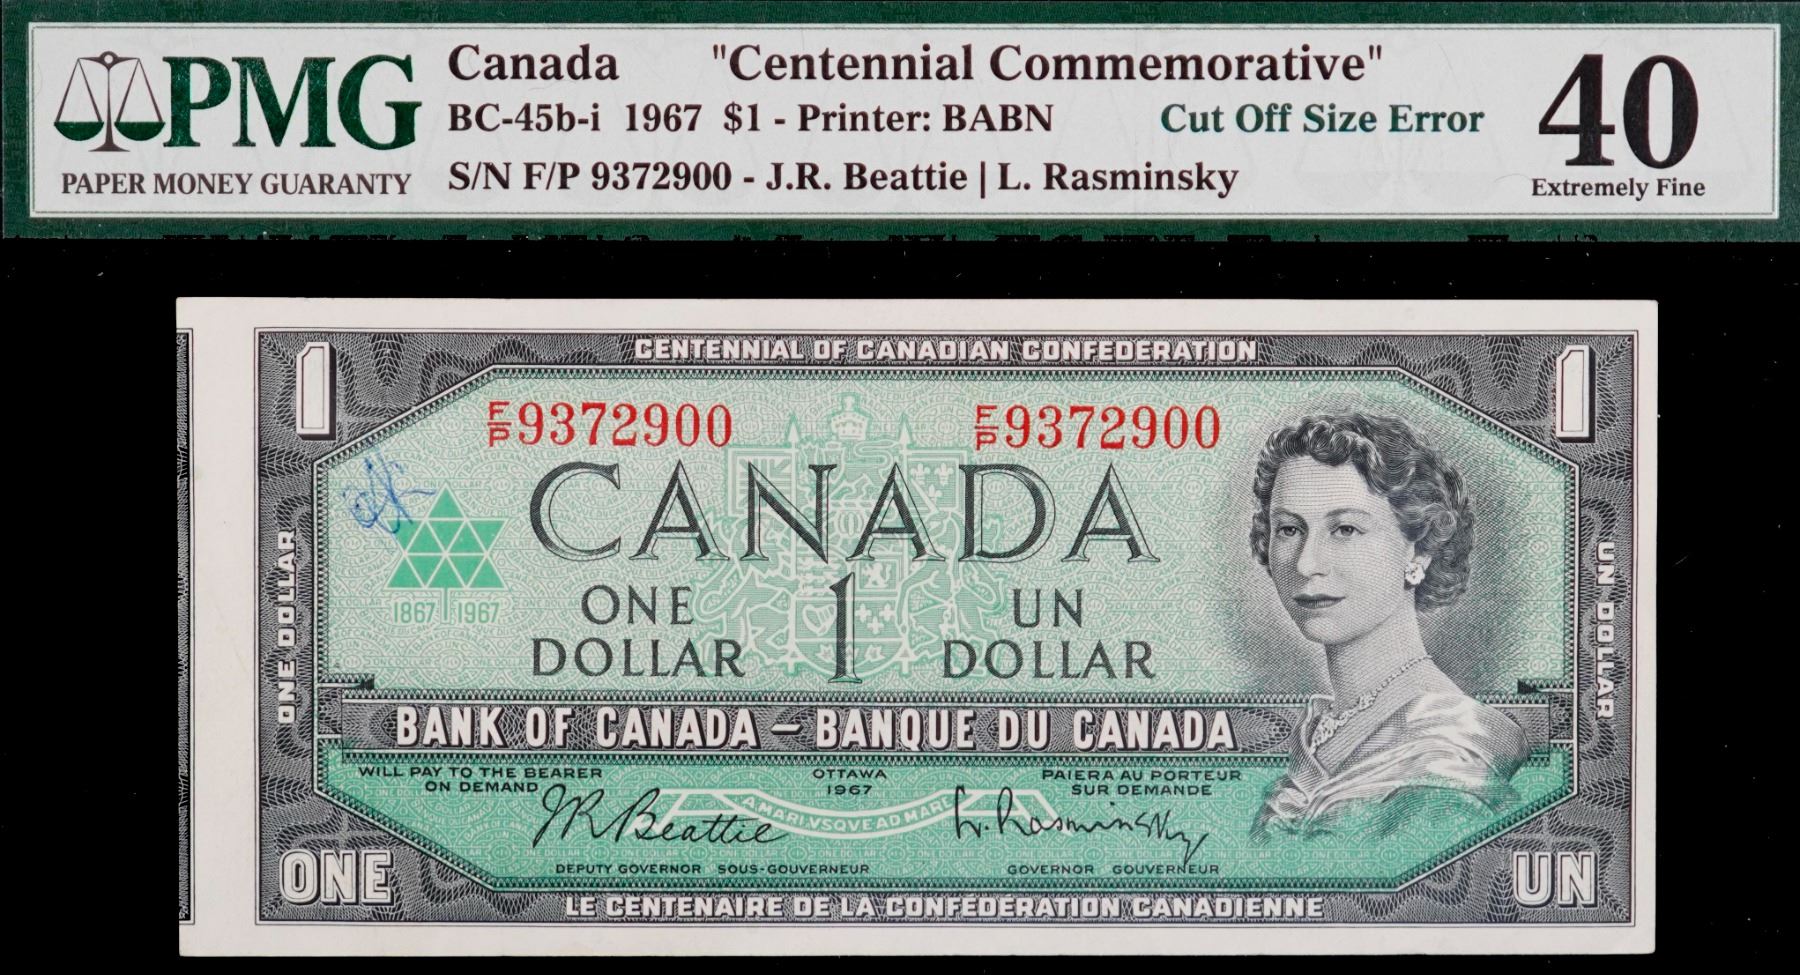 PMG
PAPER MONEY GUARANTY
Canada "Centennial Commemorative"
BC-45b-i 1967 $1 - Printer: BABN Cut Off Size Error
S/N F/P 9372900 - J.R. Beattie | L. Rasminsky
40
Extremely Fine
CENTENNIAL OF CANADIAN CONFEDERATION
1 1
F/P 9372900 F/P 9372900
CANADA
1867 1967
ONE DOLLAR
1
UN DOLLAR
ONE DOLLAR
UN DOLLAR
BANK OF CANADA – BANQUE DU CANADA
WILL PAY TO THE BEARER
ON DEMAND
OTTAWA
1967
PAIERA AU PORTEUR
SUR DEMANDE
A MARI VSQVE AD MARE
JR Beattie
L. Rasminsky
DEPUTY GOVERNOR SOUS-GOUVERNEUR
GOVERNOR GOUVERNEUR
ONE UN
LE CENTENAIRE DE LA CONFÉDÉRATION CANADIENNE